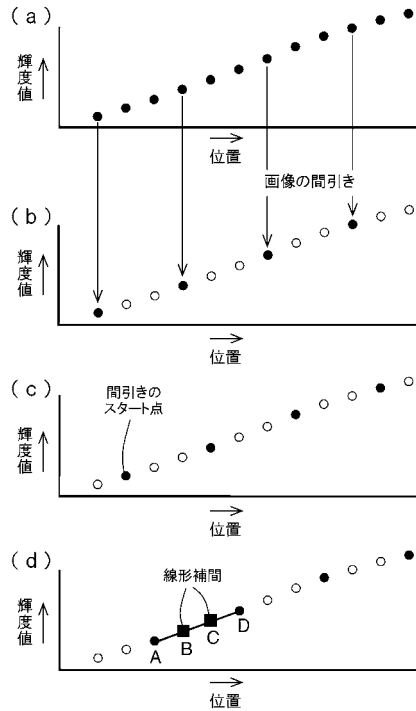 (a)
輝度値
位置
画像の間引き
(b)
輝度値
位置
(c)
間引きの
スタート点
輝度値
位置
(d)
線形補間
輝度値
A
B
C
D
位置